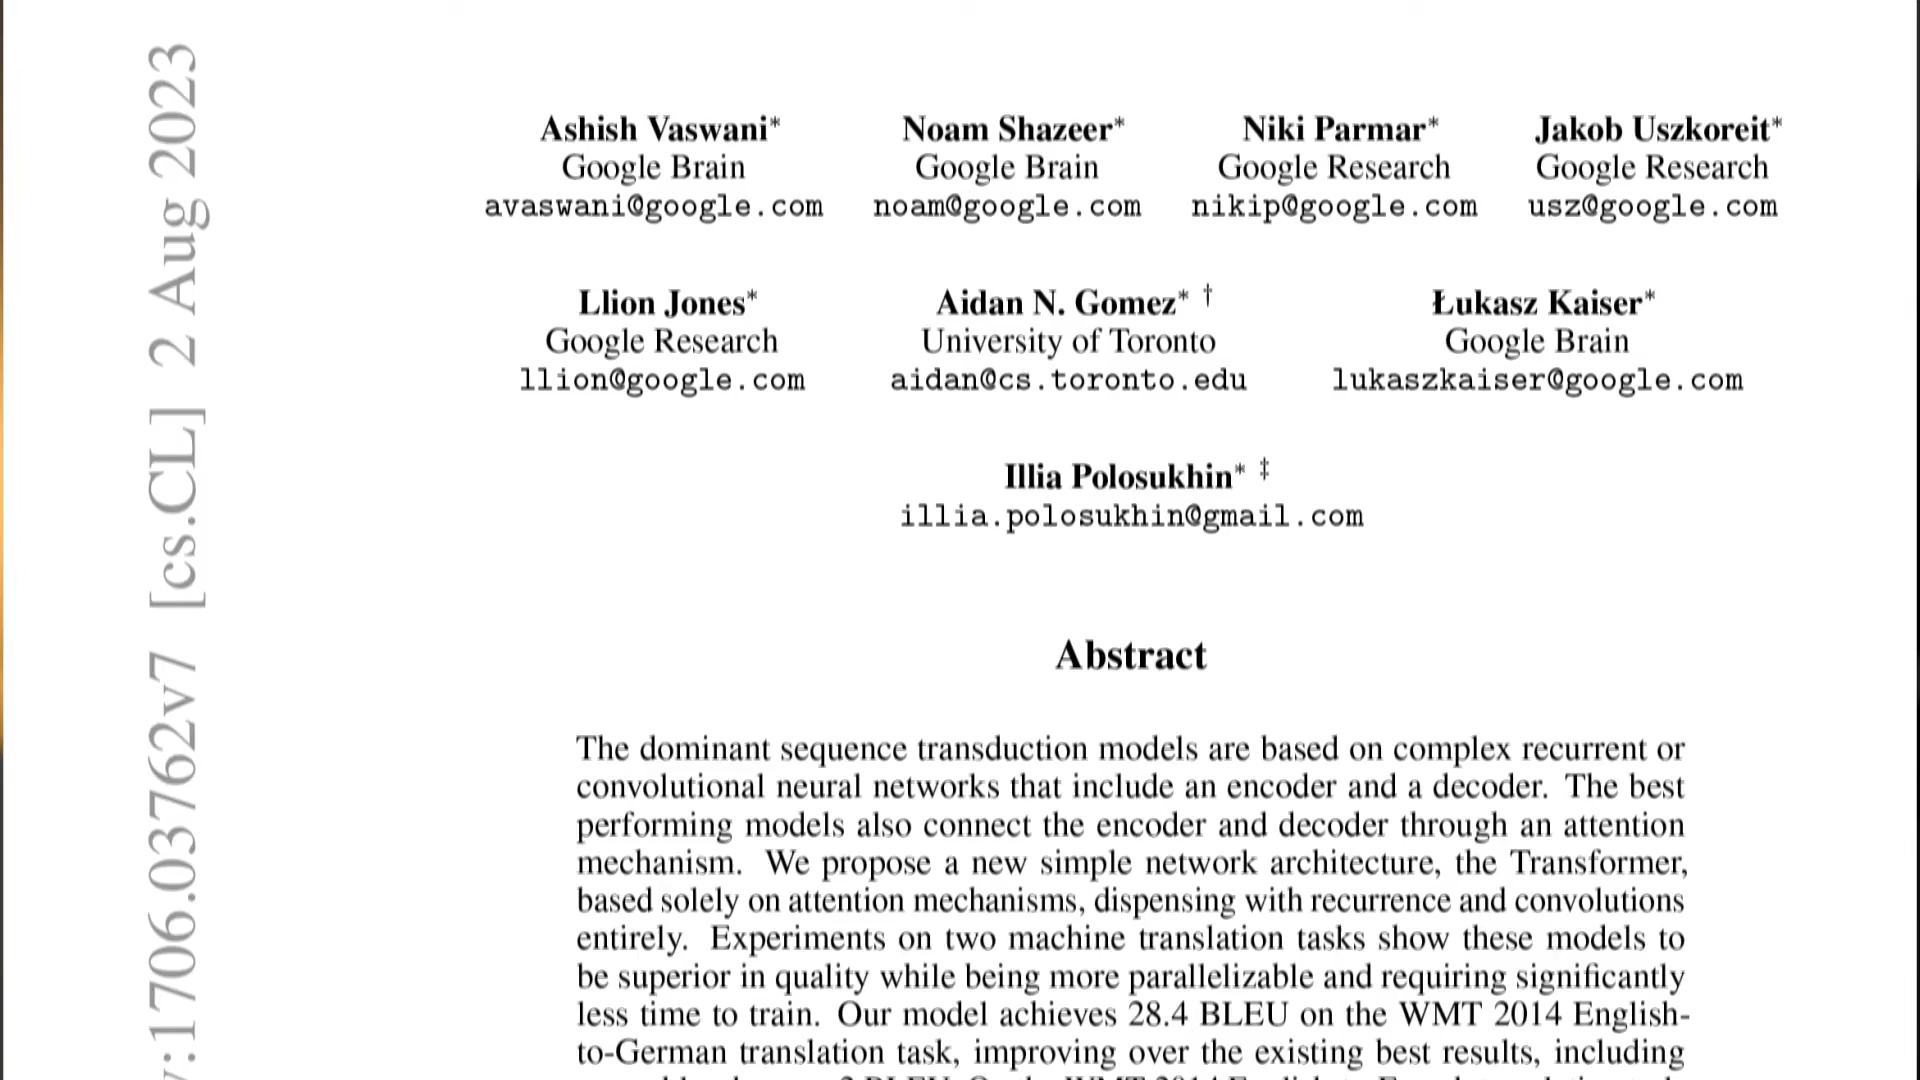 v:1706.03762v7 [cs.CL] 2 Aug 2023
Ashish Vaswani* Noam Shazeer* Niki Parmar* Jakob Uszkoreit*
Google Brain Google Brain Google Research Google Research
avaswani@google.com noam@google.com nikip@google.com usz@google.com
Llion Jones* Aidan N. Gomez* † Łukasz Kaiser*
Google Research University of Toronto Google Brain
llion@google.com aidan@cs.toronto.edu lukaszkaiser@google.com
Illia Polosukhin* ‡
illia.polosukhin@gmail.com
Abstract
The dominant sequence transduction models are based on complex recurrent or
convolutional neural networks that include an encoder and a decoder. The best
performing models also connect the encoder and decoder through an attention
mechanism. We propose a new simple network architecture, the Transformer,
based solely on attention mechanisms, dispensing with recurrence and convolutions
entirely. Experiments on two machine translation tasks show these models to
be superior in quality while being more parallelizable and requiring significantly
less time to train. Our model achieves 28.4 BLEU on the WMT 2014 English-
to-German translation task, improving over the existing best results, including